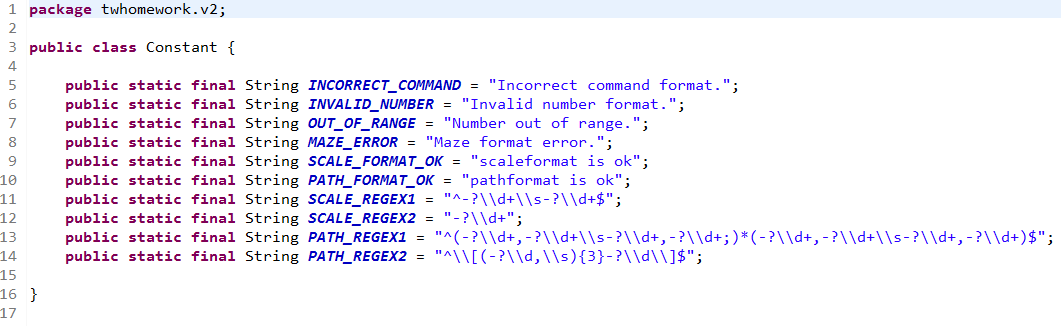 1 package twhomework.v2;
2
3 public class Constant {
4
5     public static final String INCORRECT_COMMAND = "Incorrect command format.";
6     public static final String INVALID_NUMBER = "Invalid number format.";
7     public static final String OUT_OF_RANGE = "Number out of range.";
8     public static final String MAZE_ERROR = "Maze format error.";
9     public static final String SCALE_FORMAT_OK = "scaleformat is ok";
10     public static final String PATH_FORMAT_OK = "pathformat is ok";
11     public static final String SCALE_REGEX1 = "^-?\\d+\\s-?\\d+$";
12     public static final String SCALE_REGEX2 = "-?\\d+";
13     public static final String PATH_REGEX1 = "^(-?\\d+,-?\\d+\\s-?\\d+,-?\\d+;)*(-?\\d+,-?\\d+\\s-?\\d+,-?\\d+)$";
14     public static final String PATH_REGEX2 = "^\\[(-?\\d,\\s){3}-?\\d\\]$";
15
16 }
17